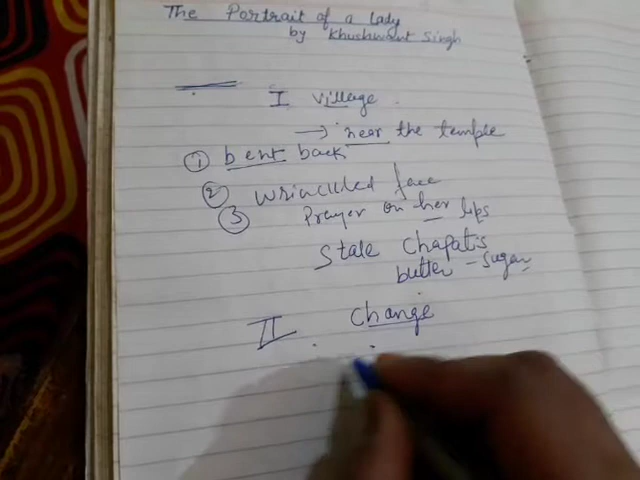 The Portrait of a Lady
by Khushwant Singh
I village.
→ near the temple
① bent back
② wrinckled face
③ Prayer on her lips
Stale Chapatis
butter - Sugar
II. Change